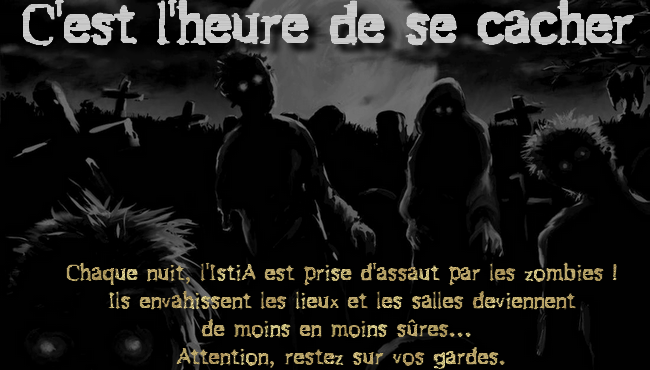 C'est l'heure de se cacher
Chaque nuit, l'IstiA est prise d'assaut par les zombies !
Ils envahissent les lieux et les salles deviennent
de moins en moins sûres...
Attention, restez sur vos gardes.